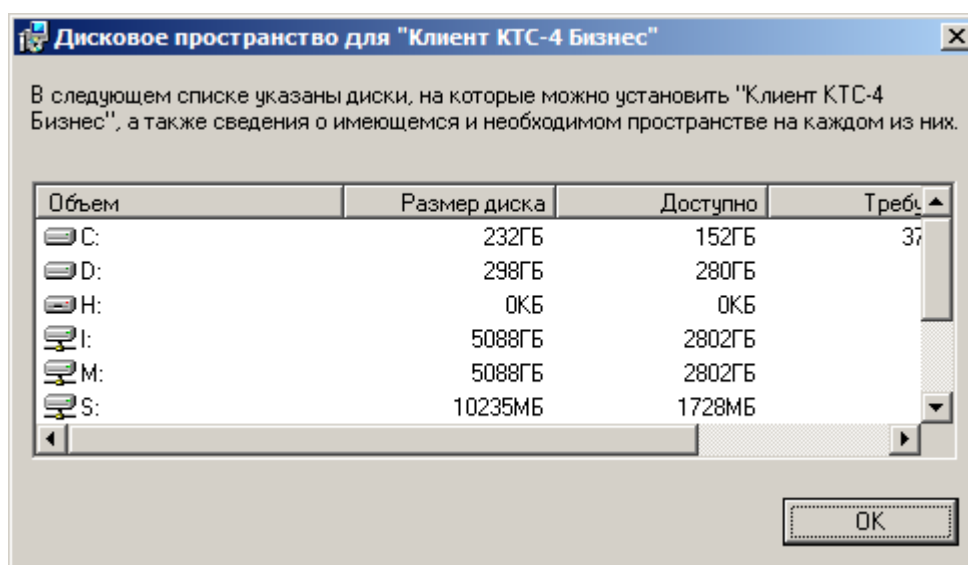 Дисковое пространство для "Клиент КТС-4 Бизнес"
В следующем списке указаны диски, на которые можно установить "Клиент КТС-4
Бизнес", а также сведения о имеющемся и необходимом пространстве на каждом из них.
Объем Размер диска Доступно Требу
C: 232ГБ 152ГБ 37
D: 298ГБ 280ГБ
H: 0КБ 0КБ
I: 5088ГБ 2802ГБ
M: 5088ГБ 2802ГБ
S: 10235МБ 1728МБ
OK